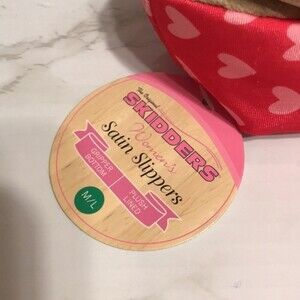 The Original
SKIDDERS
Women's
Satin Slippers
GRIPPER
BOTTOM
PLUSH
LINED
M/L